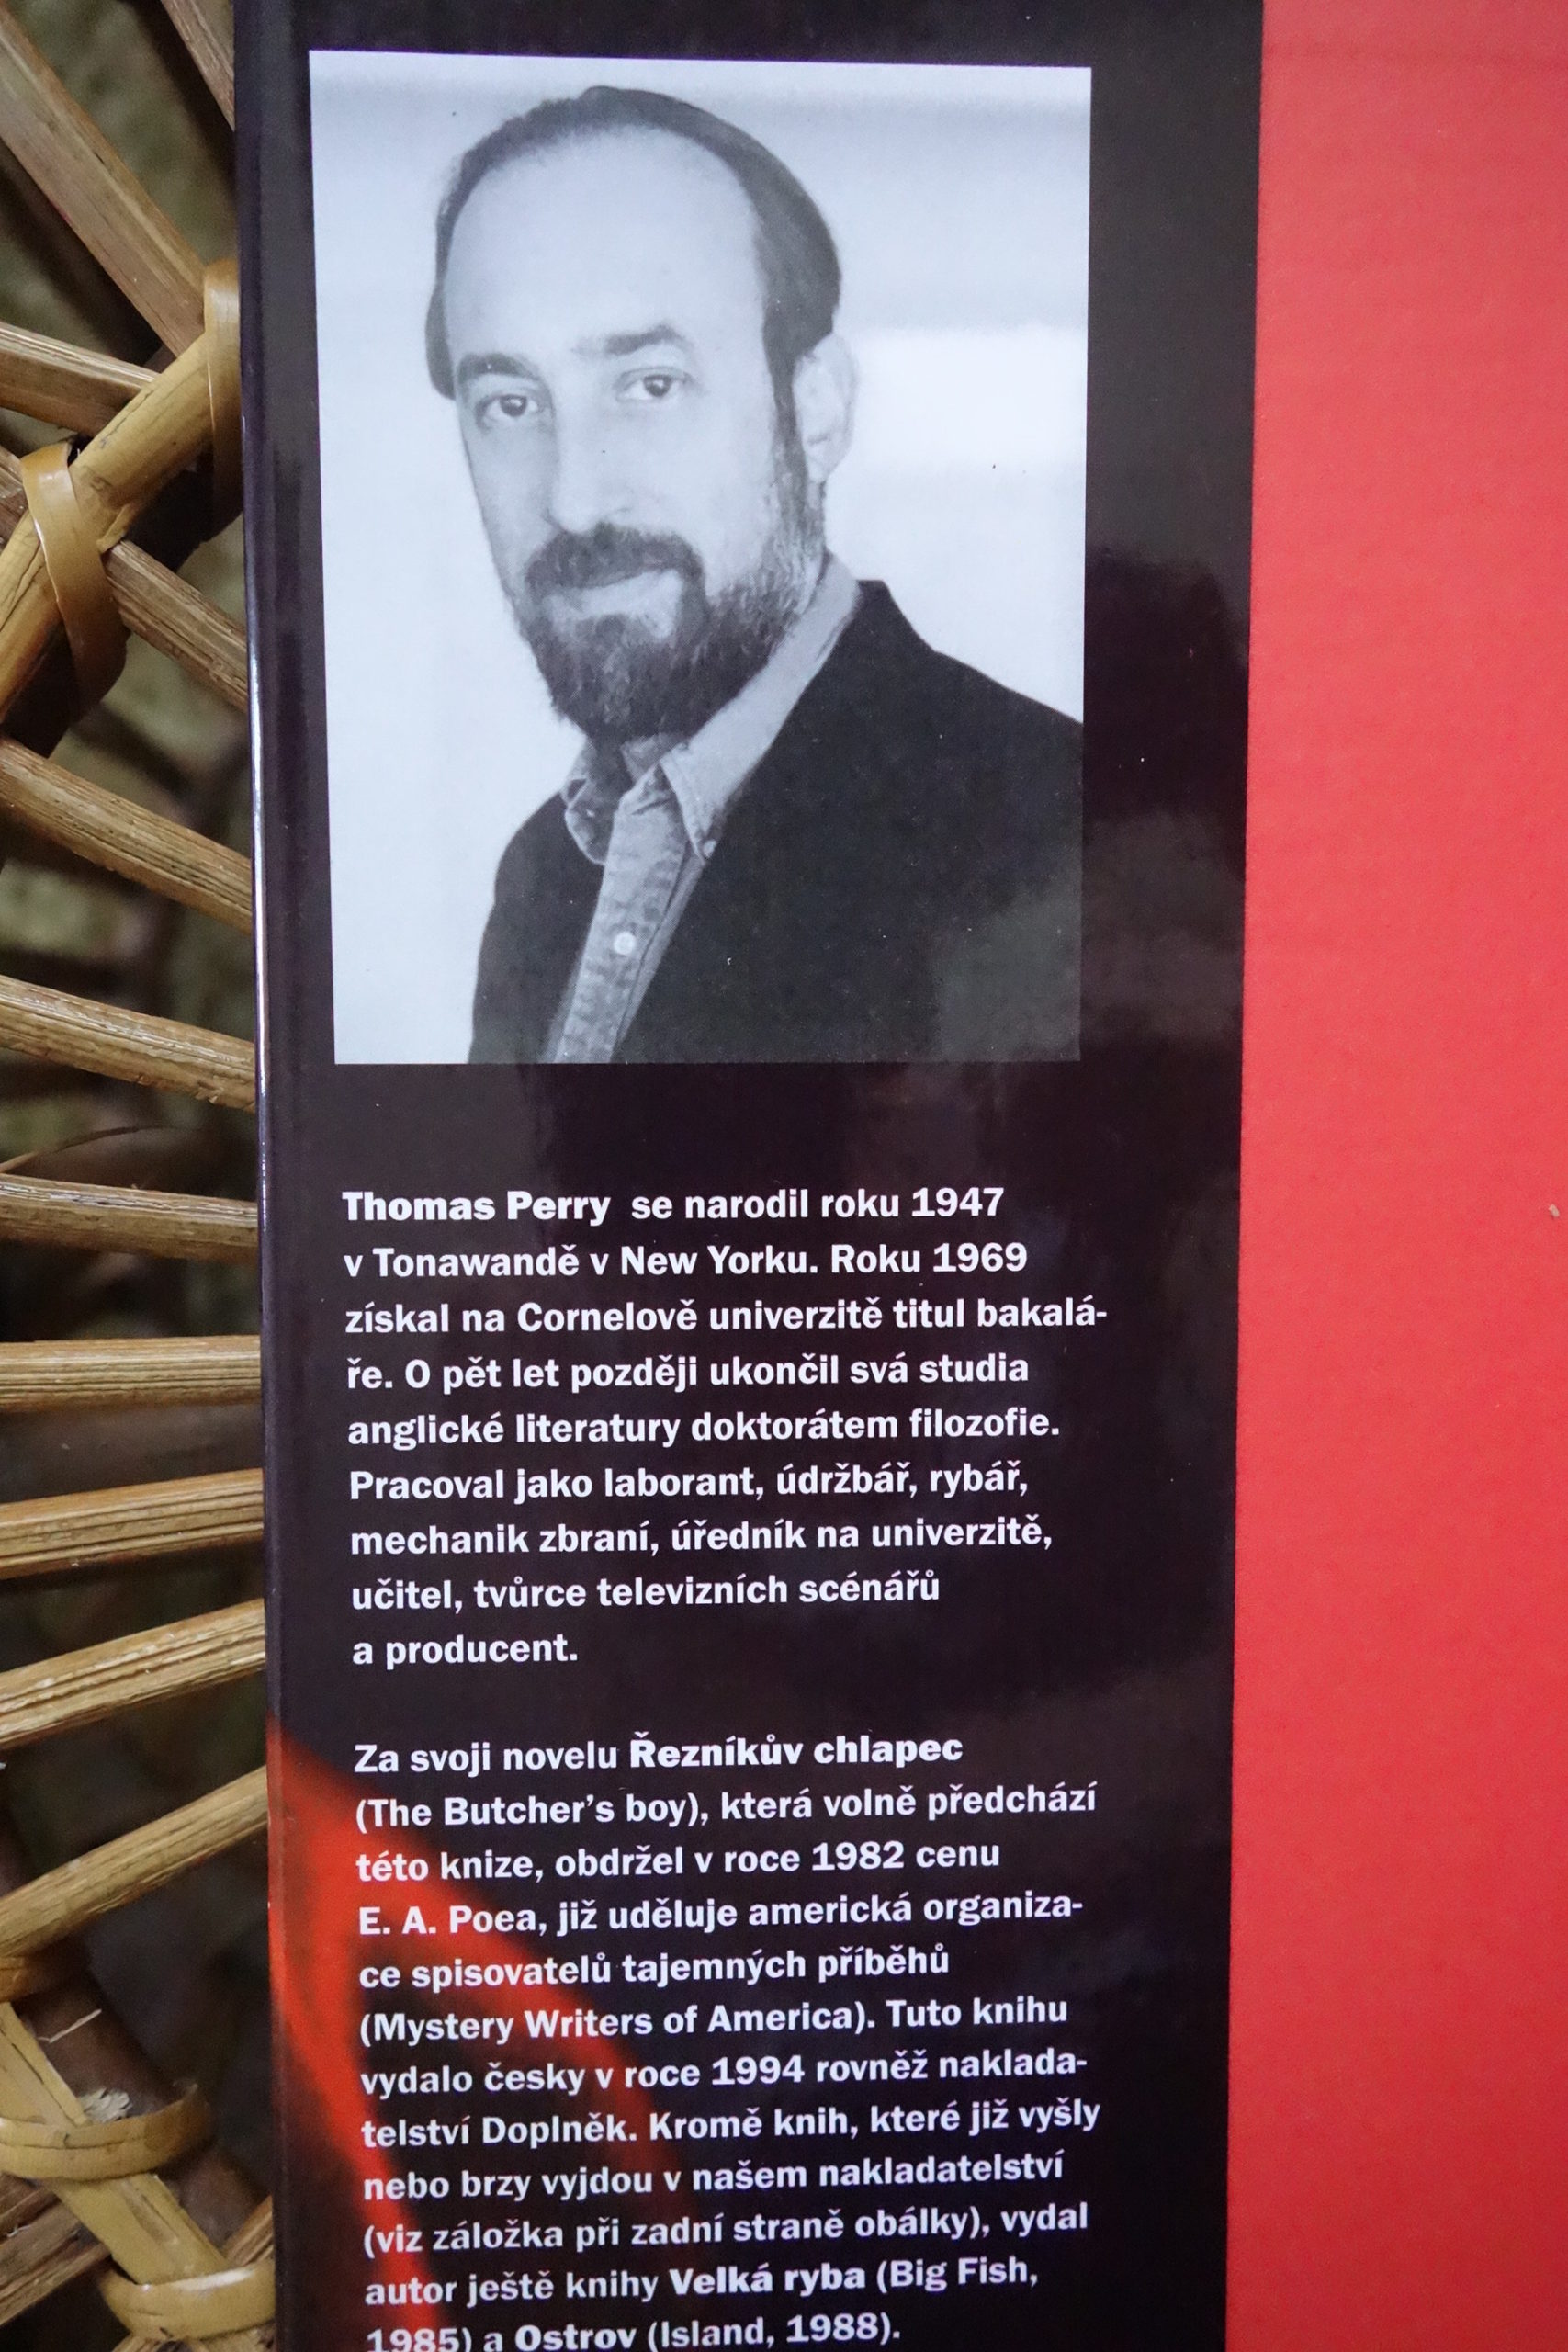 Thomas Perry se narodil roku 1947
v Tonawandě v New Yorku. Roku 1969
získal na Cornelově univerzitě titul bakalá-
ře. O pět let později ukončil svá studia
anglické literatury doktorátem filozofie.
Pracoval jako laborant, údržbář, rybář,
mechanik zbraní, úředník na univerzitě,
učitel, tvůrce televizních scénářů
a producent.
Za svoji novelu Řezníkův chlapec
(The Butcher’s boy), která volně předchází
této knize, obdržel v roce 1982 cenu
E. A. Poea, již uděluje americká organiza-
ce spisovatelů tajemných příběhů
(Mystery Writers of America). Tuto knihu
vydalo česky v roce 1994 rovněž naklada-
telství Doplněk. Kromě knih, které již vyšly
nebo brzy vyjdou v našem nakladatelství
(viz záložka při zadní straně obálky), vydal
autor ještě knihy Velká ryba (Big Fish,
1985) a Ostrov (Island, 1988).